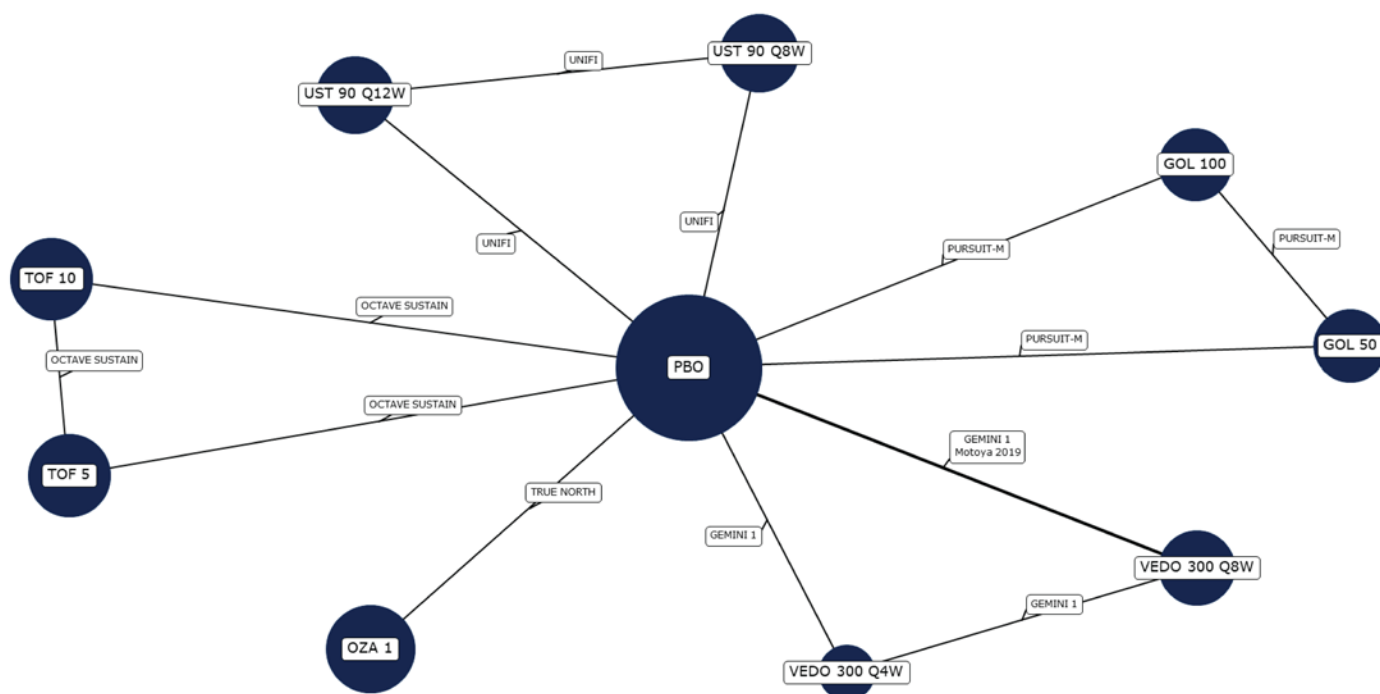 UST 90 Q8W
UNIFI
UST 90 Q12W
GOL 100
UNIFI
UNIFI
PURSUIT-M
PURSUIT-M
TOF 10
OCTAVE SUSTAIN
PURSUIT-M
GOL 50
OCTAVE SUSTAIN
PBO
OCTAVE SUSTAIN
GEMINI 1
Motoya 2019
TOF 5
TRUE NORTH
GEMINI 1
VEDO 300 Q8W
GEMINI 1
OZA 1
VEDO 300 Q4W